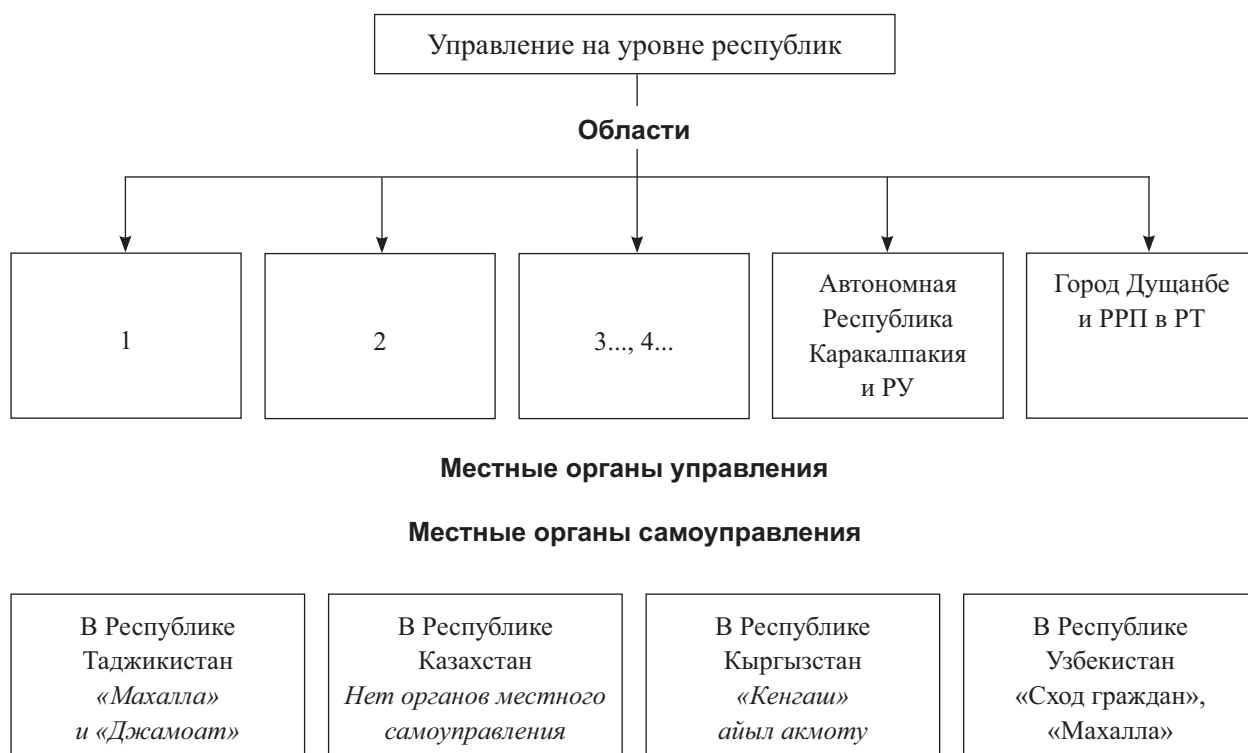 Управление на уровне республик
Области
1
2
3..., 4...
Автономная
Республика
Каракалпакия
и РУ
Город Дущанбе
и РРП в РТ
Местные органы управления
Местные органы самоуправления
В Республике
Таджикистан
«Махалла»
и «Джамоат»
В Республике
Казахстан
Нет органов местного
самоуправления
В Республике
Кыргызстан
«Кенгаш»
айыл акмоту
В Республике
Узбекистан
«Сход граждан»,
«Махалла»